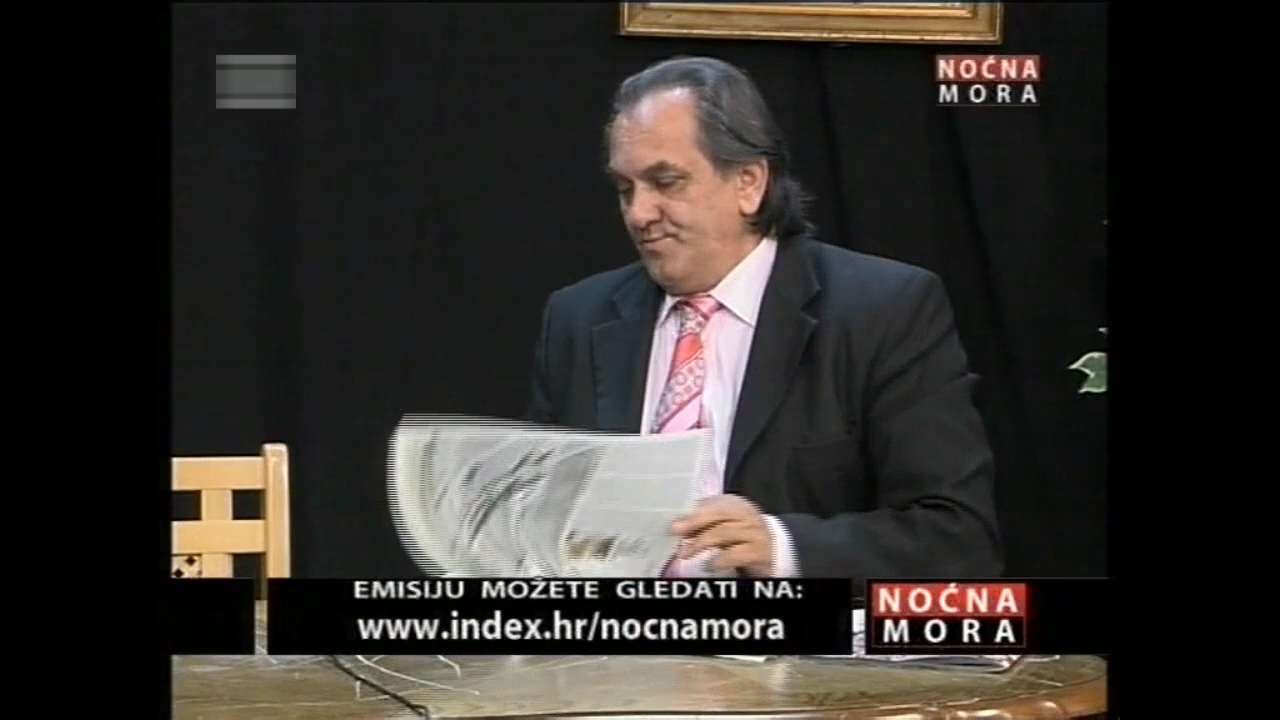 NOĆNA
MORA
EMISIJU MOŽETE GLEDATI NA:
www.index.hr/nocnamora
NOĆNA
MORA